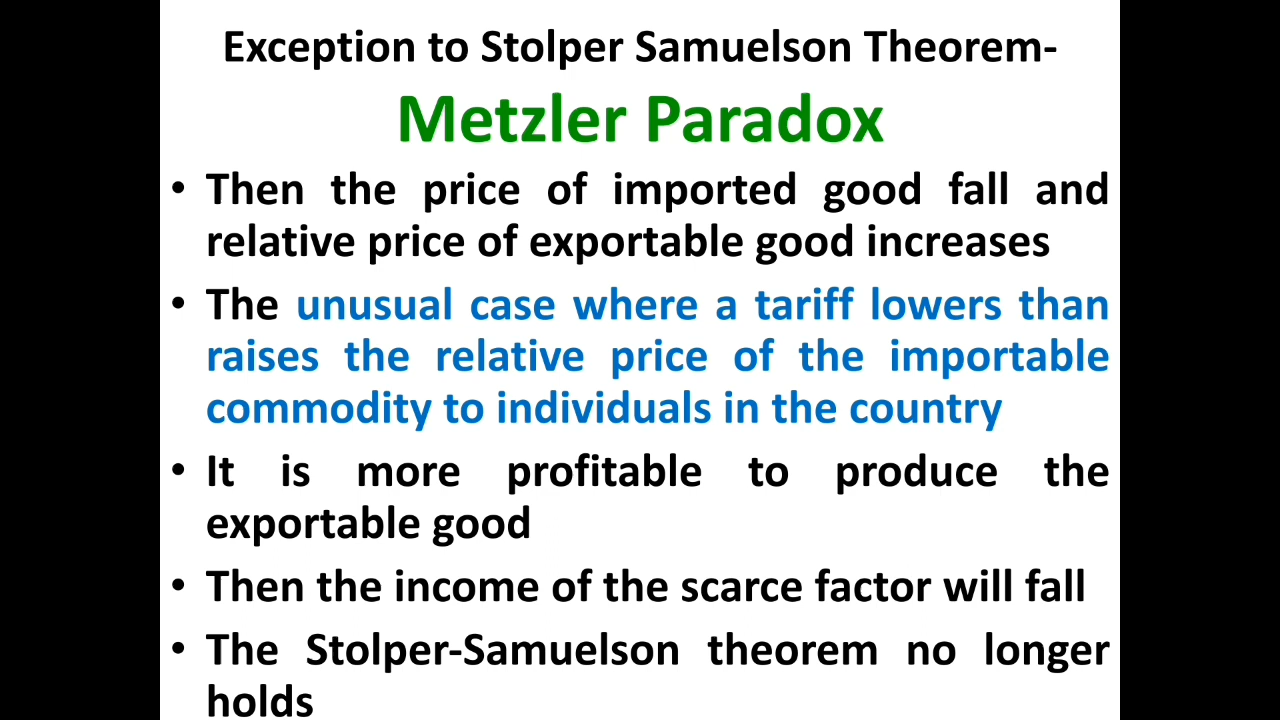 Exception to Stolper Samuelson Theorem-
Metzler Paradox
• Then the price of imported good fall and
relative price of exportable good increases
• The unusual case where a tariff lowers than
raises the relative price of the importable
commodity to individuals in the country
• It is more profitable to produce the
exportable good
• Then the income of the scarce factor will fall
• The Stolper-Samuelson theorem no longer
holds